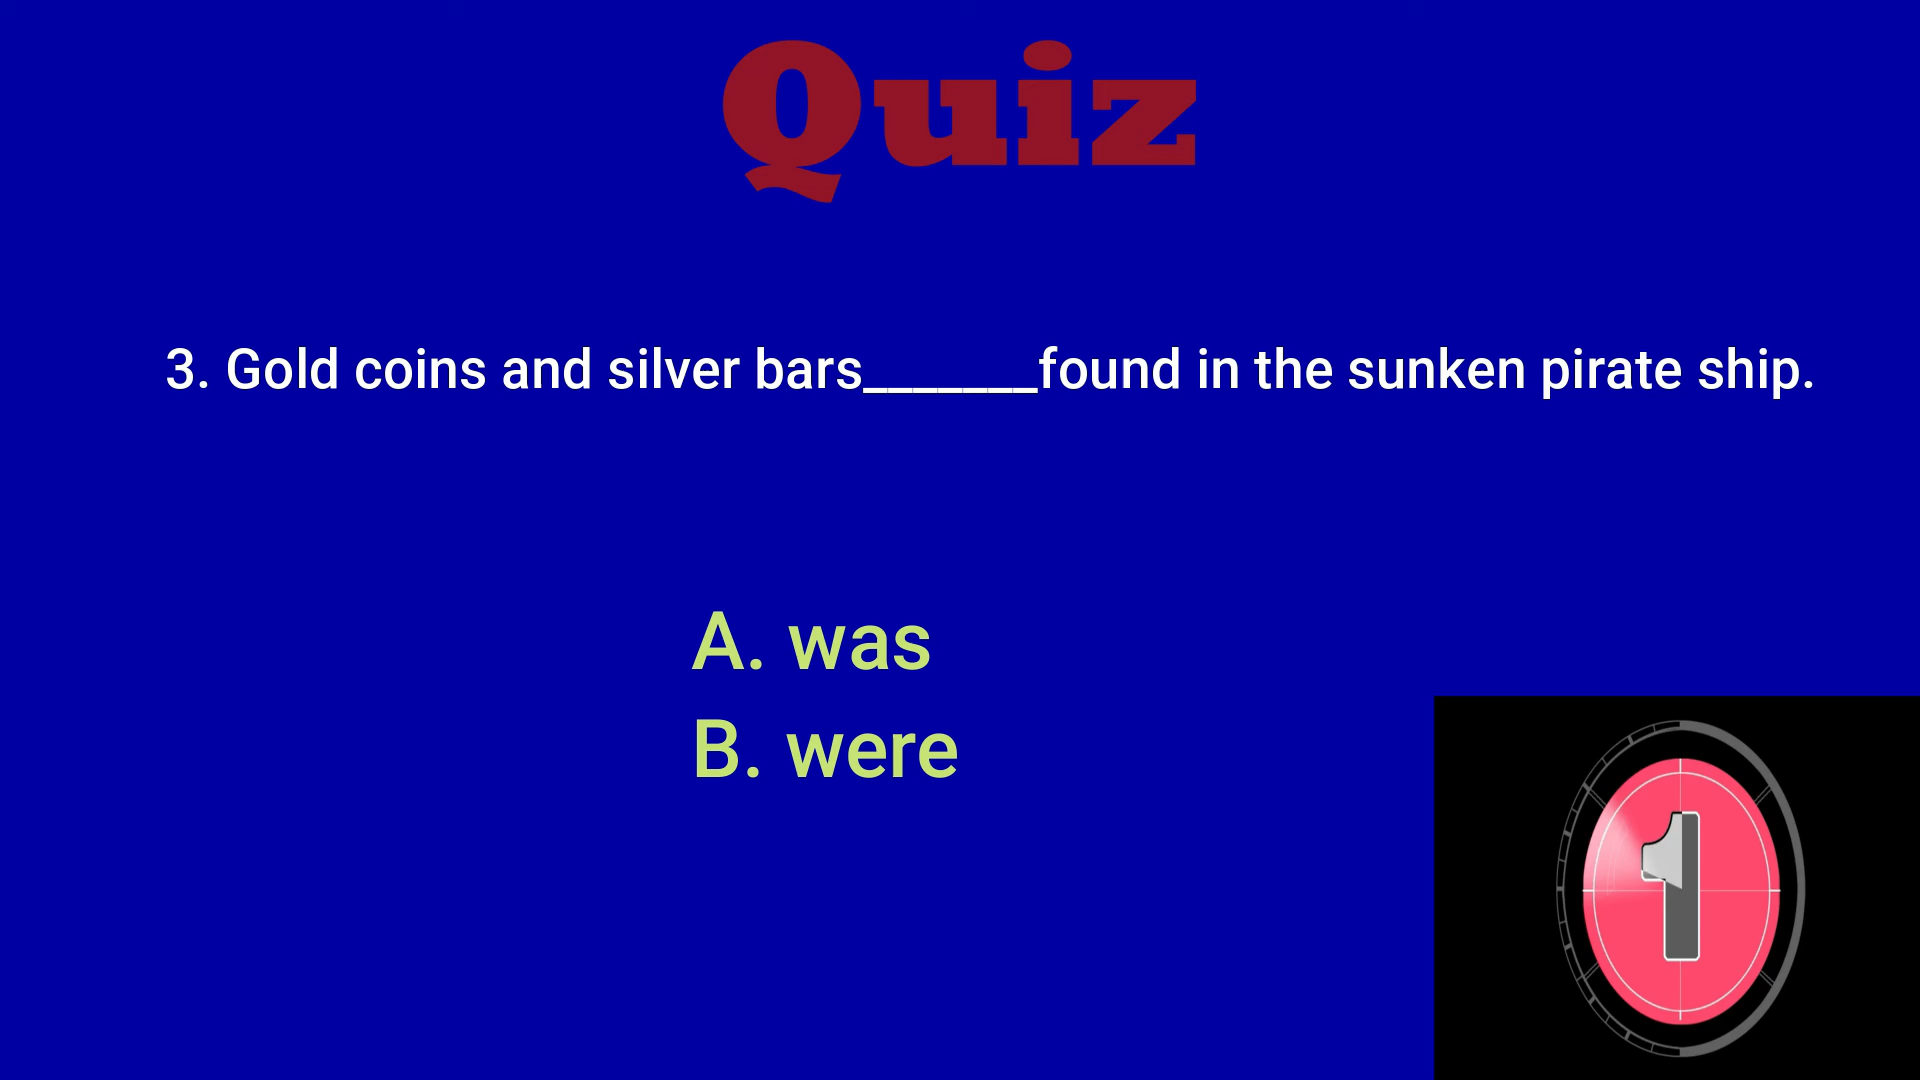 Quiz
3. Gold coins and silver bars_______found in the sunken pirate ship.
A. was
B. were
1